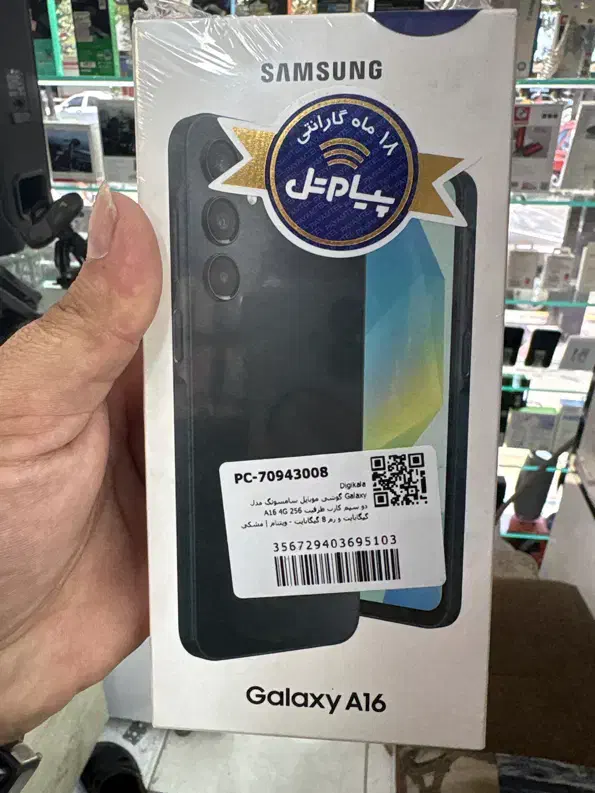 SAMSUNG
۱۸ ماه گارانتی
پیام‌تل
PC-70943008
Digikala
گوشی موبایل سامسونگ مدل Galaxy
A16 4G دو سیم کارت ظرفیت 256
گیگابایت و رم 8 گیگابایت - ویتنام | مشکی
356729403695103
Galaxy A16